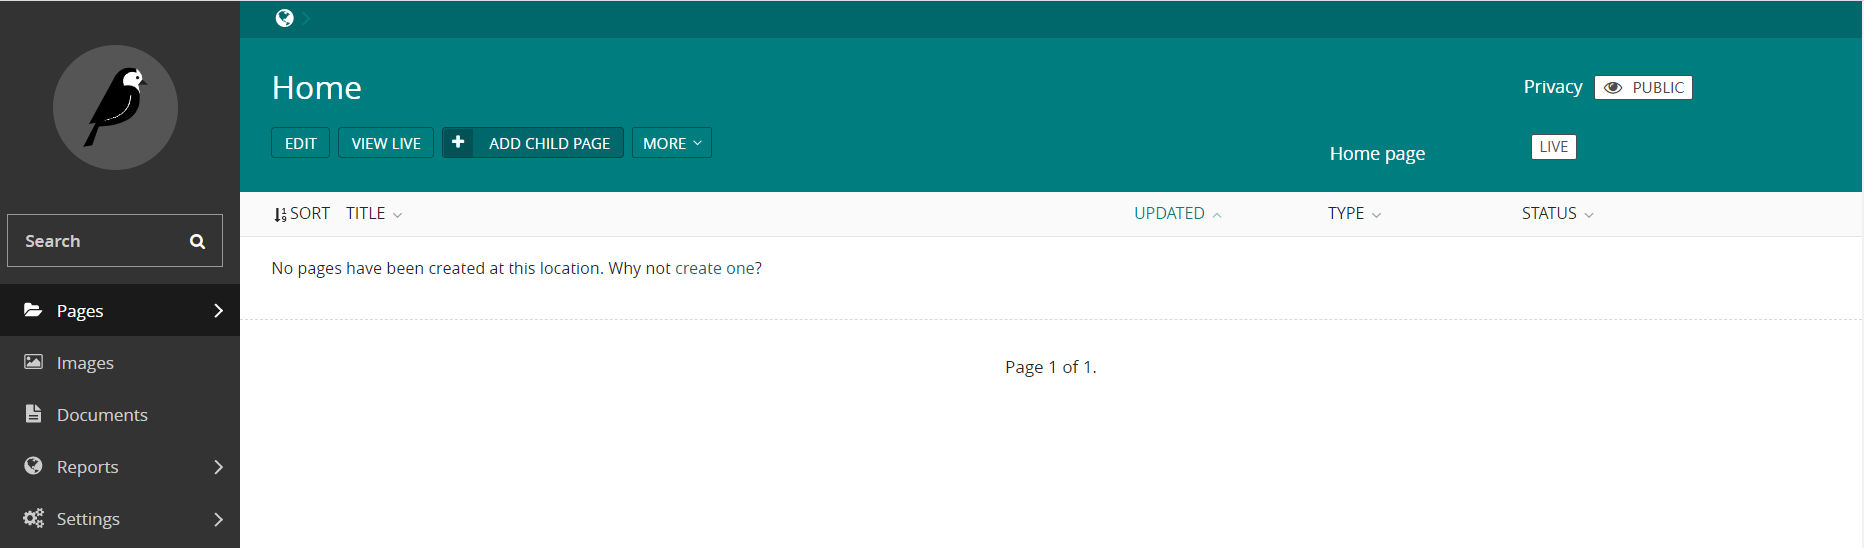 Home
Privacy PUBLIC
EDIT VIEW LIVE ADD CHILD PAGE MORE
Home page LIVE
Search
SORT TITLE UPDATED TYPE STATUS
No pages have been created at this location. Why not create one?
Pages
Images
Page 1 of 1.
Documents
Reports
Settings